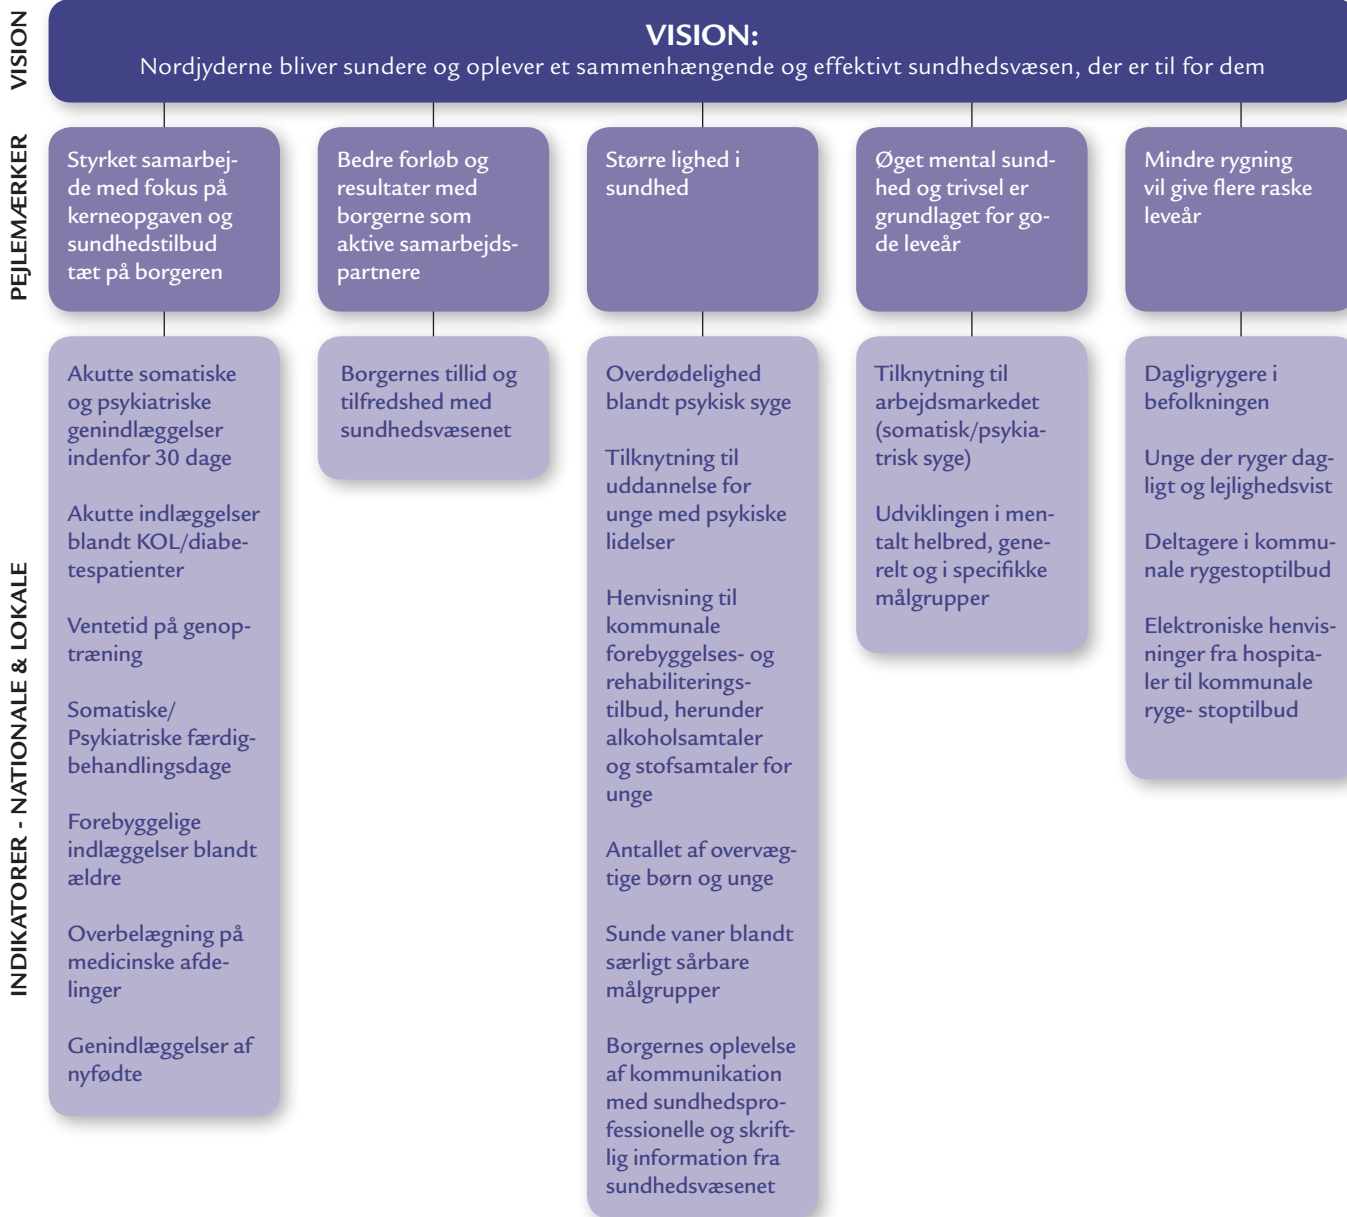 VISION
VISION:
Nordjyderne bliver sundere og oplever et sammenhængende og effektivt sundhedsvæsen, der er til for dem
PEJLEMÆRKER
Styrket samarbej-
de med fokus på
kerneopgaven og
sundhedstilbud
tæt på borgeren
Bedre forløb og
resultater med
borgerne som
aktive samarbejds-
partnere
Større lighed i
sundhed
Øget mental sund-
hed og trivsel er
grundlaget for go-
de leveår
Mindre rygning
vil give flere raske
leveår
INDIKATORER - NATIONALE & LOKALE
Akutte somatiske
og psykiatriske
genindlæggelser
indenfor 30 dage
Akutte indlæggelser
blandt KOL/diabe-
tespatienter
Ventetid på genop-
træning
Somatiske/
Psykiatriske færdig-
behandlingsdage
Forebyggelige
indlæggelser blandt
ældre
Overbelægning på
medicinske afde-
linger
Genindlæggelser af
nyfødte
Borgernes tillid og
tilfredshed med
sundhedsvæsenet
Overdødelighed
blandt psykisk syge
Tilknytning til
uddannelse for
unge med psykiske
lidelser
Henvisning til
kommunale
forebyggelses- og
rehabiliterings-
tilbud, herunder
alkoholsamtaler
og stofsamtaler for
unge
Antallet af overvæg-
tige børn og unge
Sunde vaner blandt
særligt sårbare
målgrupper
Borgernes oplevelse
af kommunikation
med sundhedspro-
fessionelle og skrift-
lig information fra
sundhedsvæsenet
Tilknytning til
arbejdsmarkedet
(somatisk/psykia-
trisk syge)
Udviklingen i men-
talt helbred, gene-
relt og i specifikke
målgrupper
Dagligrygere i
befolkningen
Unge der ryger dag-
ligt og lejlighedsvist
Deltagere i kommu-
nale rygestoptilbud
Elektroniske henvis-
ninger fra hospita-
ler til kommunale
ryge- stoptilbud